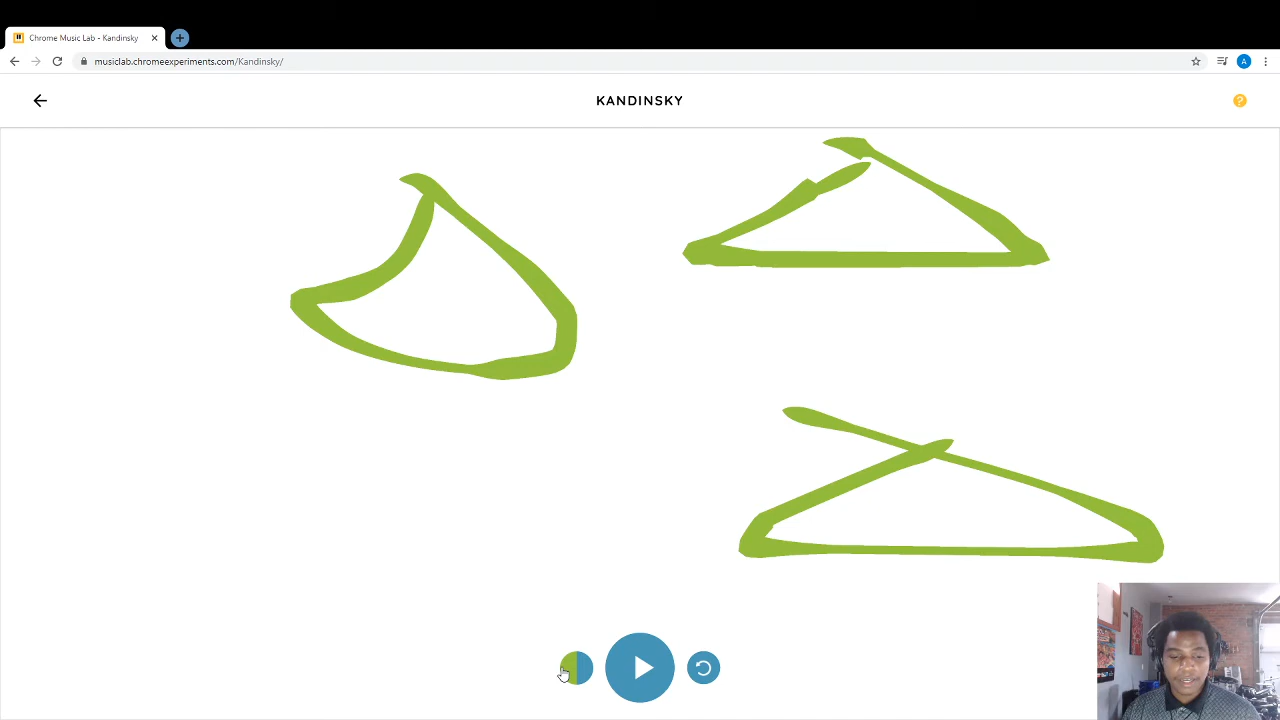 Chrome Music Lab - Kandinsky
musiclab.chromeexperiments.com/Kandinsky/
A
KANDINSKY
?